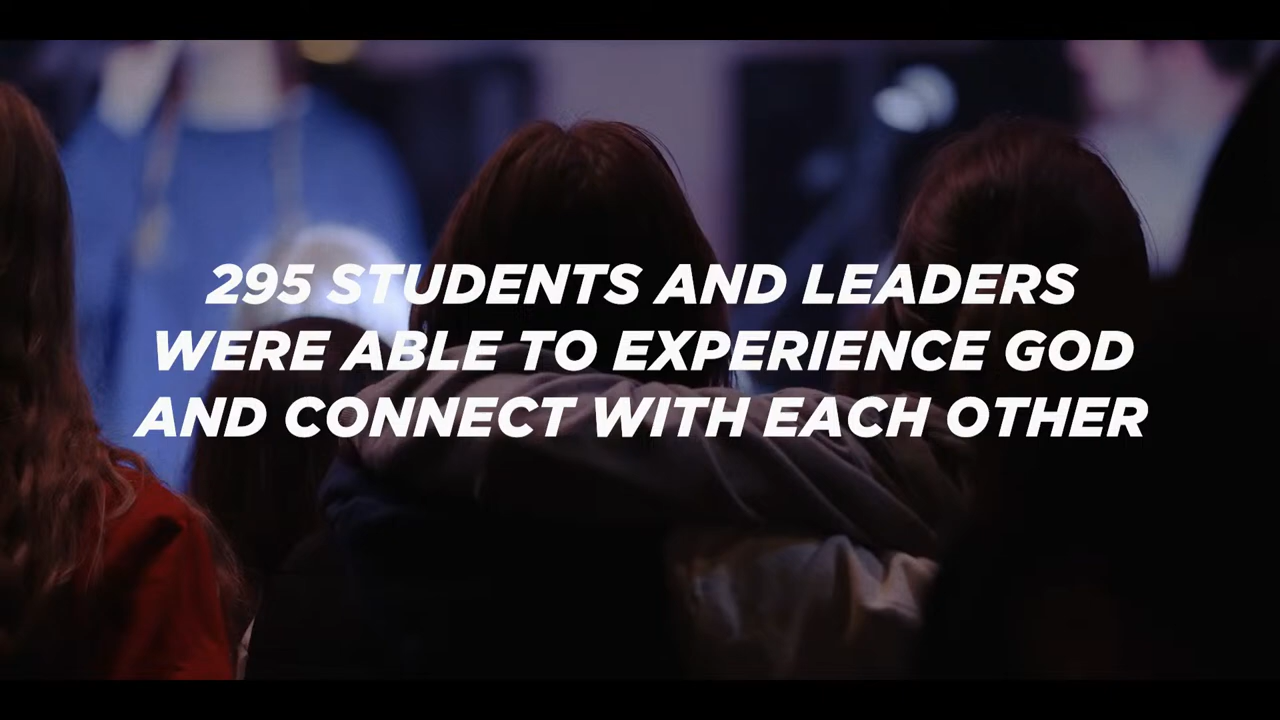 295 STUDENTS AND LEADERS
WERE ABLE TO EXPERIENCE GOD
AND CONNECT WITH EACH OTHER